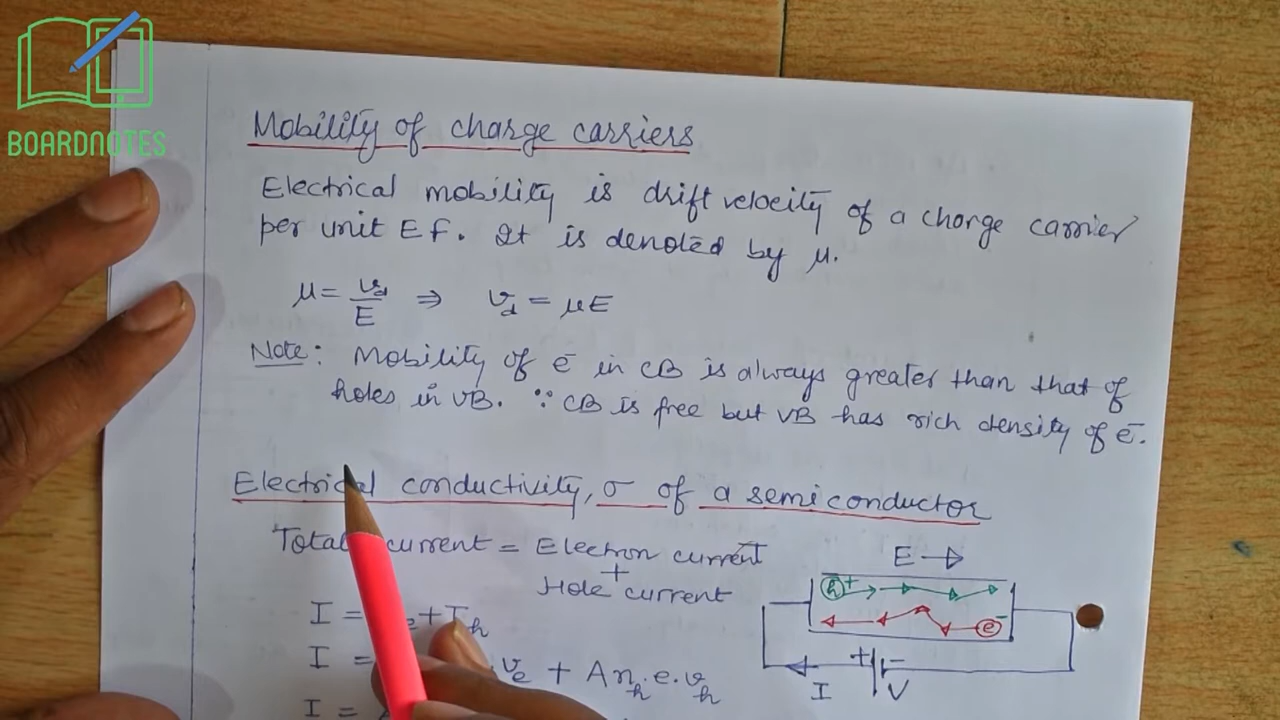 BOARDNOTES
Mobility of charge carriers
Electrical mobility is drift velocity of a charge carrier
per unit EF. It is denoted by μ.
μ = v_d/E ⇒ v_d = μE
Note: Mobility of e⁻ in CB is always greater than that of
holes in VB. ∵ CB is free but VB has rich density of e⁻.
Electrical conductivity, σ of a semiconductor
Total current = Electron current
+
Hole current
E →
h +
e −
I = e + I_h
I = v_e + A n_h . e . v_h
+ −
I V
I =